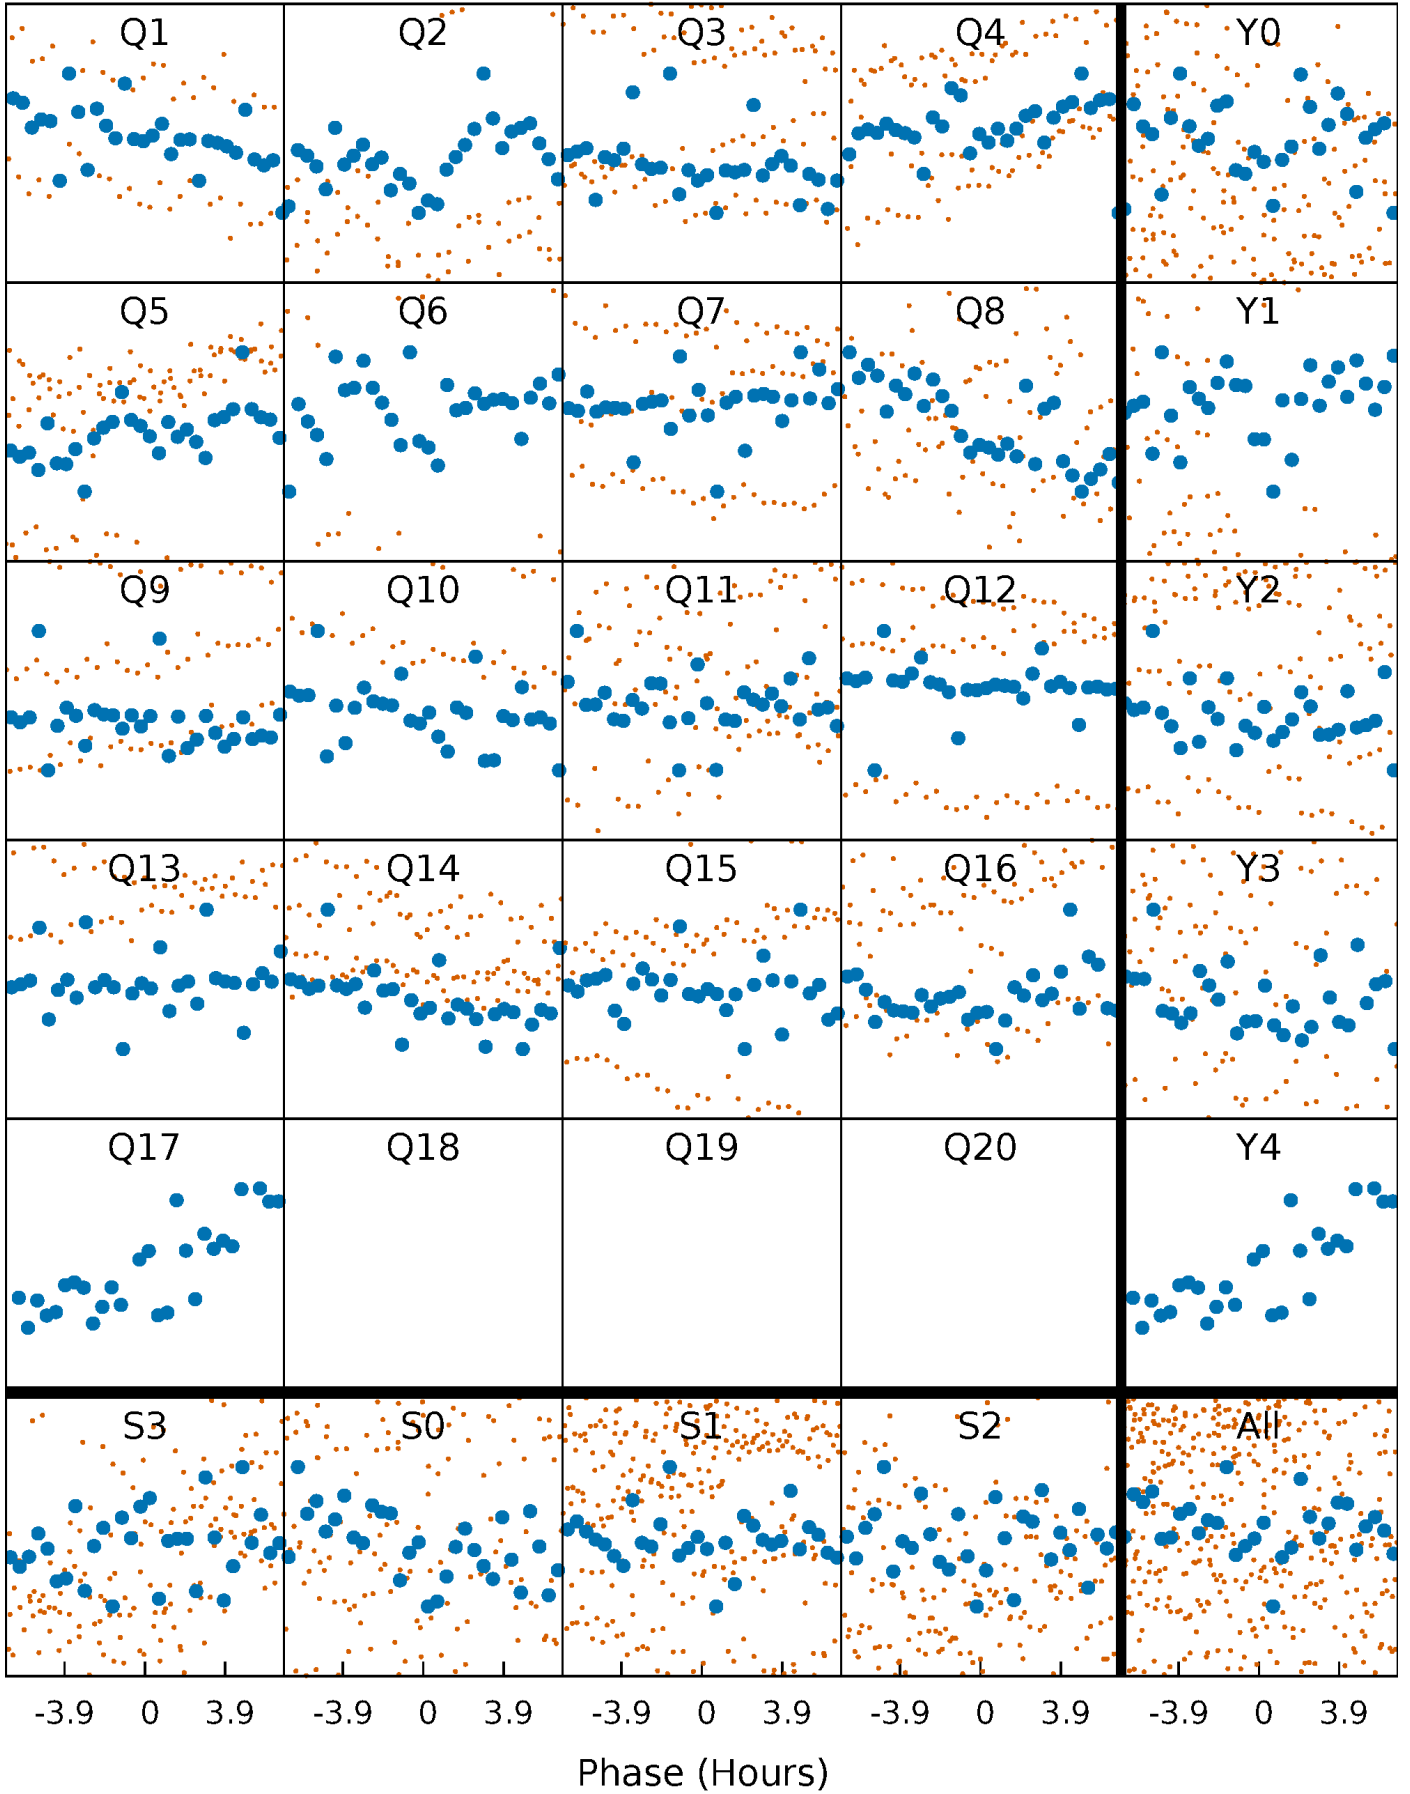 Q1 Q2 Q3 Q4 Y0
Q5 Q6 Q7 Q8 Y1
Q9 Q10 Q11 Q12 Y2
Q13 Q14 Q15 Q16 Y3
Q17 Q18 Q19 Q20 Y4
S3 S0 S1 S2 All
-3.9 0 3.9 -3.9 0 3.9 -3.9 0 3.9 -3.9 0 3.9 -3.9 0 3.9
Phase (Hours)